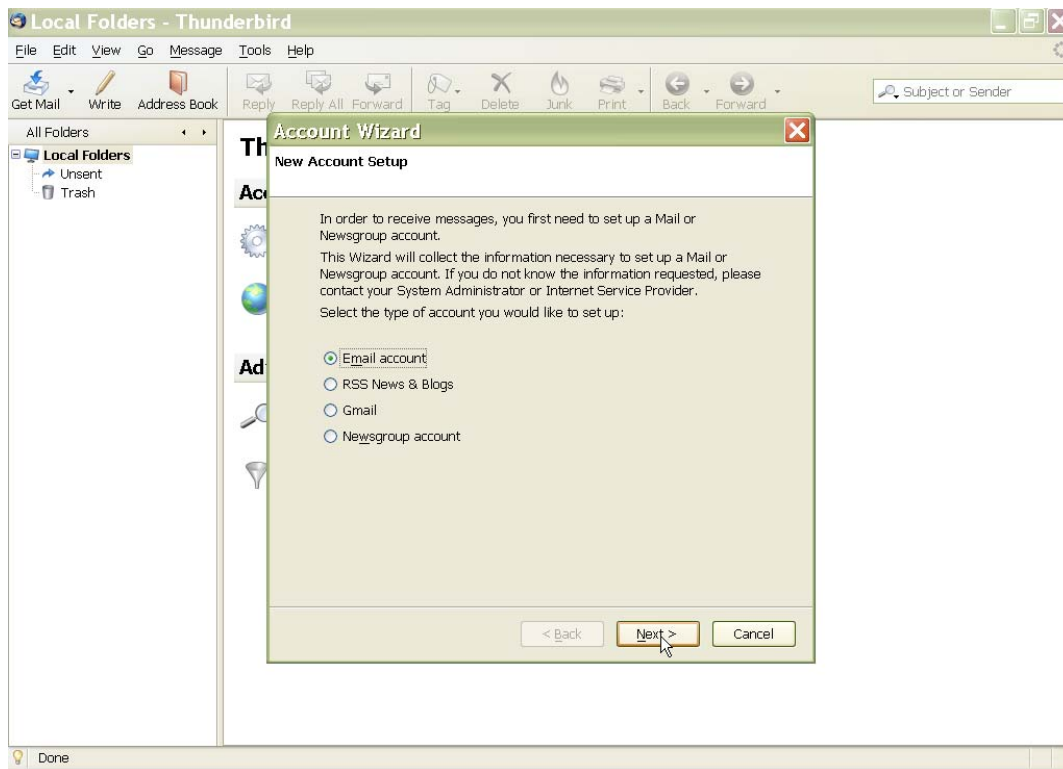 Local Folders - Thunderbird
File Edit View Go Message Tools Help
Get Mail Write Address Book Reply Reply All Forward Tag Delete Junk Print Back Forward Subject or Sender
All Folders
Local Folders
Unsent
Trash
Th
Acc
Ad
Account Wizard
New Account Setup
In order to receive messages, you first need to set up a Mail or
Newsgroup account.
This Wizard will collect the information necessary to set up a Mail or
Newsgroup account. If you do not know the information requested, please
contact your System Administrator or Internet Service Provider.
Select the type of account you would like to set up:
Email account
RSS News & Blogs
Gmail
Newsgroup account
< Back Next > Cancel
Done